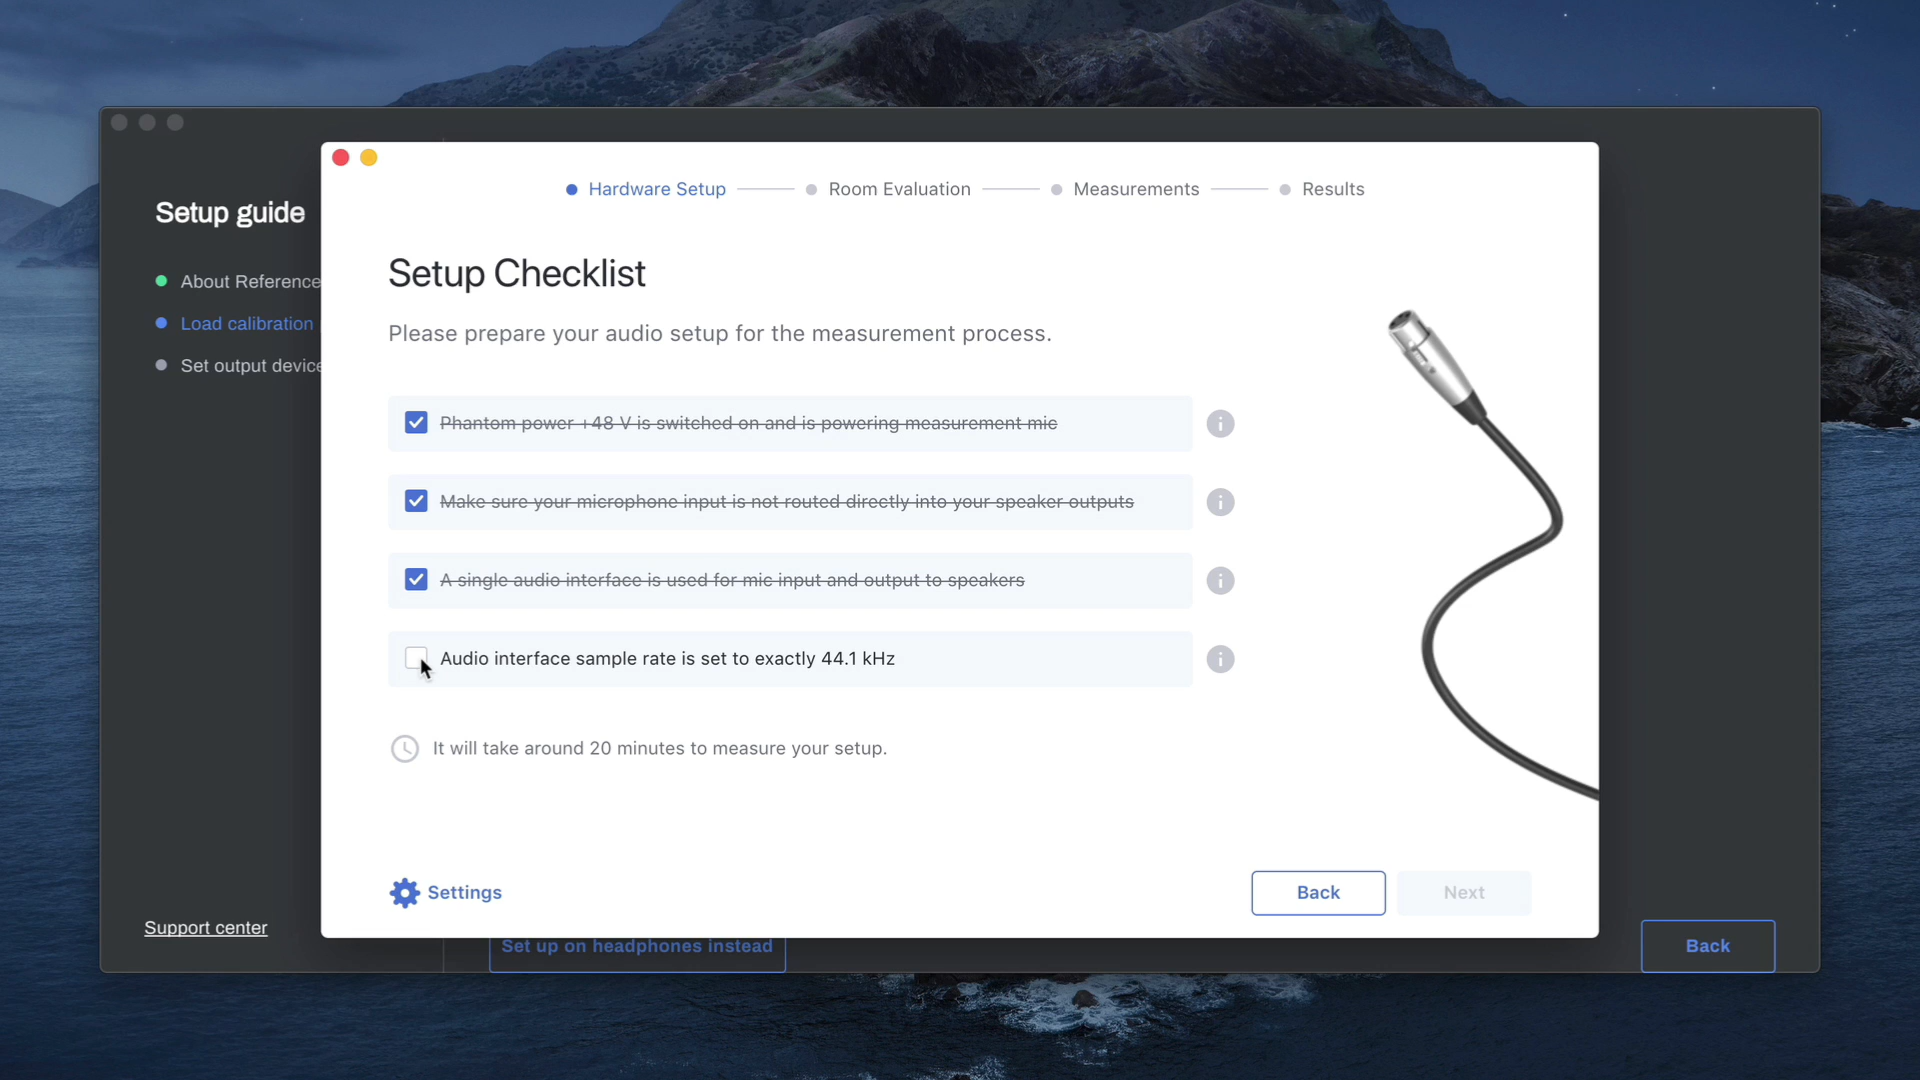 Hardware Setup
Room Evaluation
Measurements
Results
Setup guide
About Reference
Load calibration
Set output device
Setup Checklist
Please prepare your audio setup for the measurement process.
Phantom power +48 V is switched on and is powering measurement mic
Make sure your microphone input is not routed directly into your speaker outputs
A single audio interface is used for mic input and output to speakers
Audio interface sample rate is set to exactly 44.1 kHz
It will take around 20 minutes to measure your setup.
Settings
Back
Next
Support center
Set up on headphones instead
Back